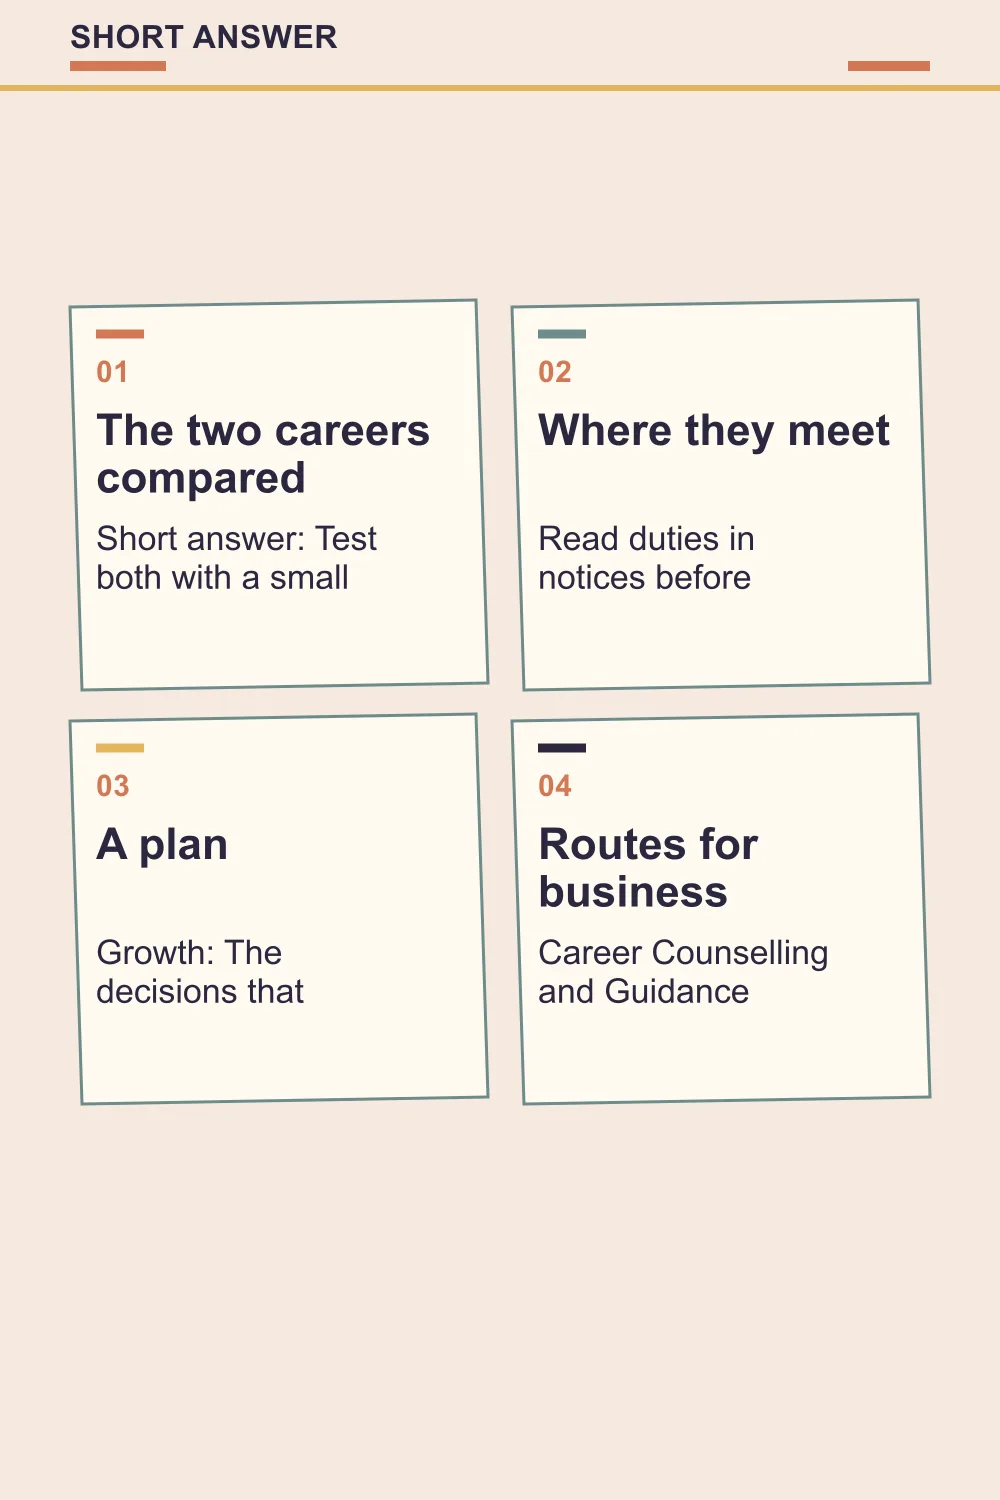 SHORT ANSWER
01
The two careers
compared
Short answer: Test
both with a small
02
Where they meet
Read duties in
notices before
03
A plan
Growth: The
decisions that
04
Routes for
business
Career Counselling
and Guidance